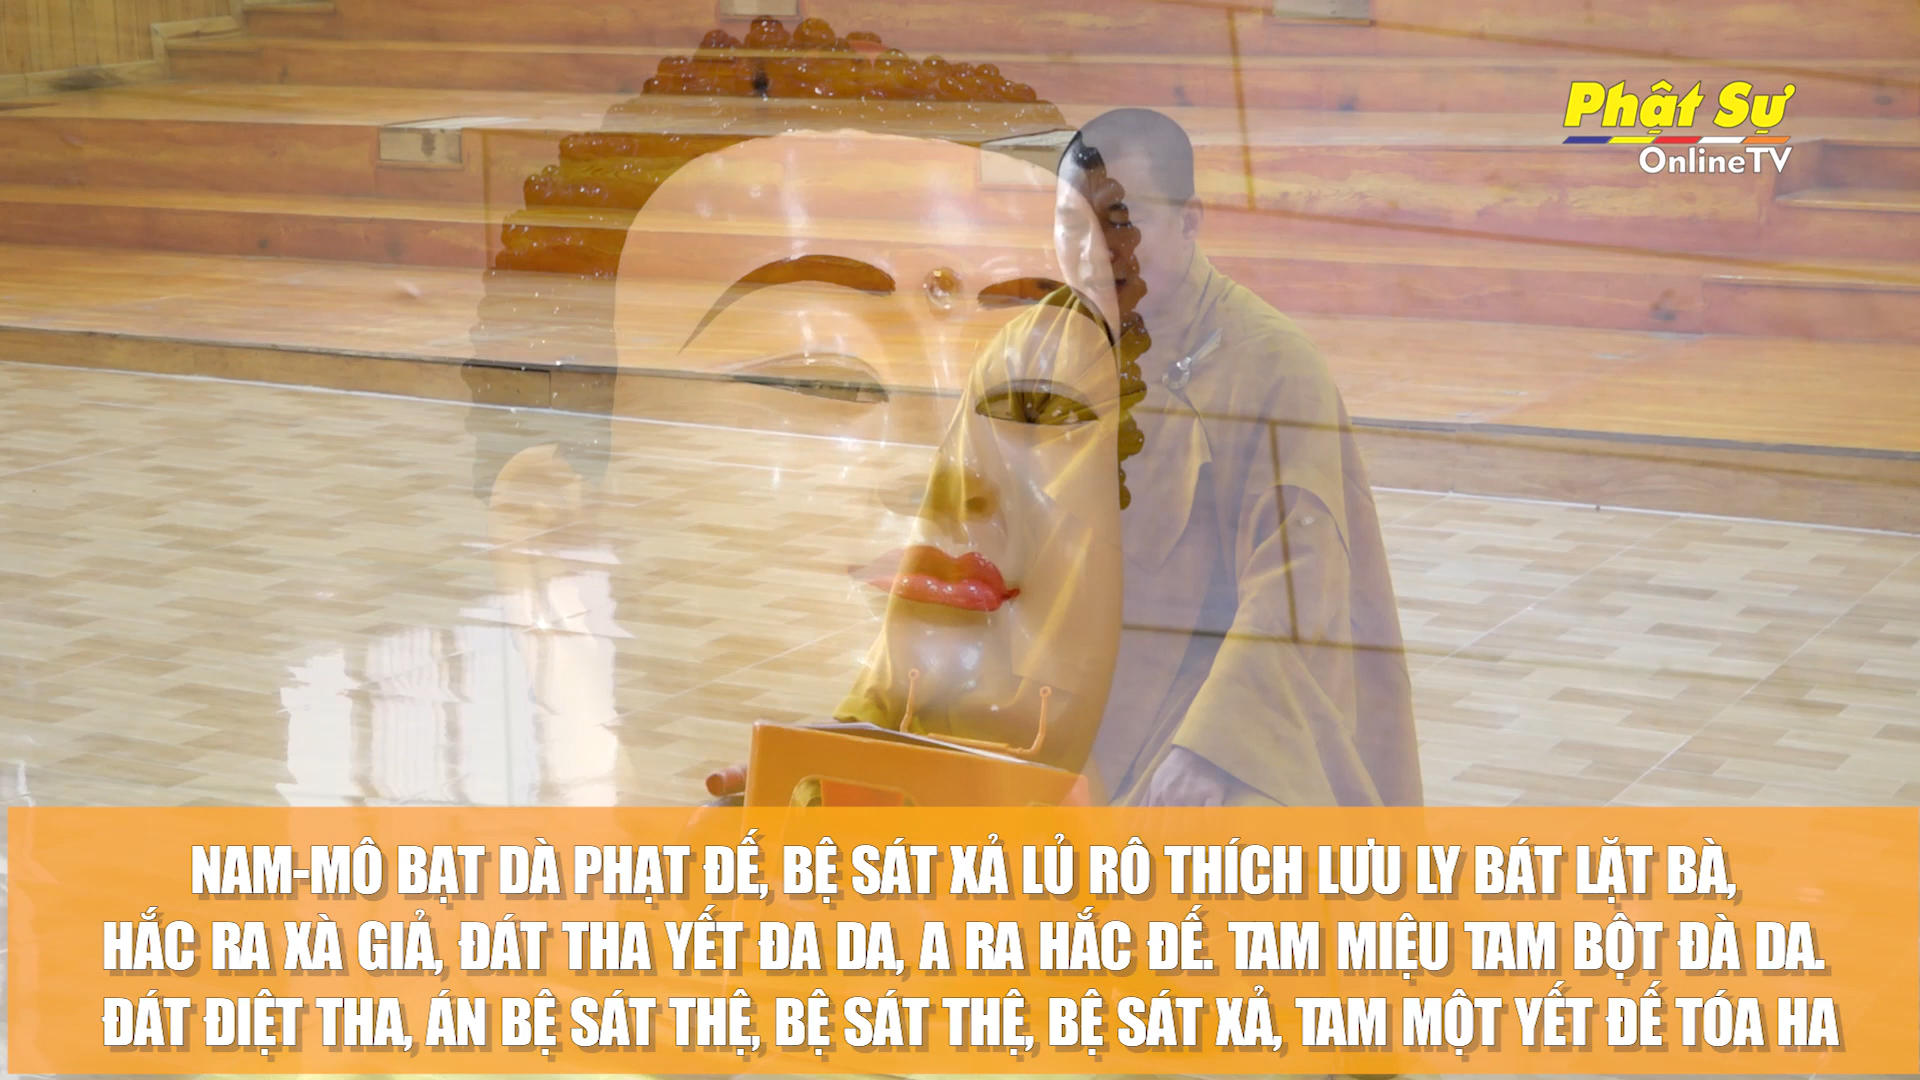 Phật Sự
OnlineTV
NAM-MÔ BẠT DÀ PHẠT ĐẾ, BỆ SÁT XẢ LỦ RÔ THÍCH LƯU LY BÁT LẶT BÀ,
HẮC RA XÀ GIẢ, ĐÁT THA YẾT ĐA DA, A RA HẮC ĐẾ. TAM MIỆU TAM BỘT ĐÀ DA.
ĐÁT ĐIỆT THA, ÁN BỆ SÁT THỆ, BỆ SÁT THỆ, BỆ SÁT XẢ, TAM MỘT YẾT ĐẾ TÓA HA